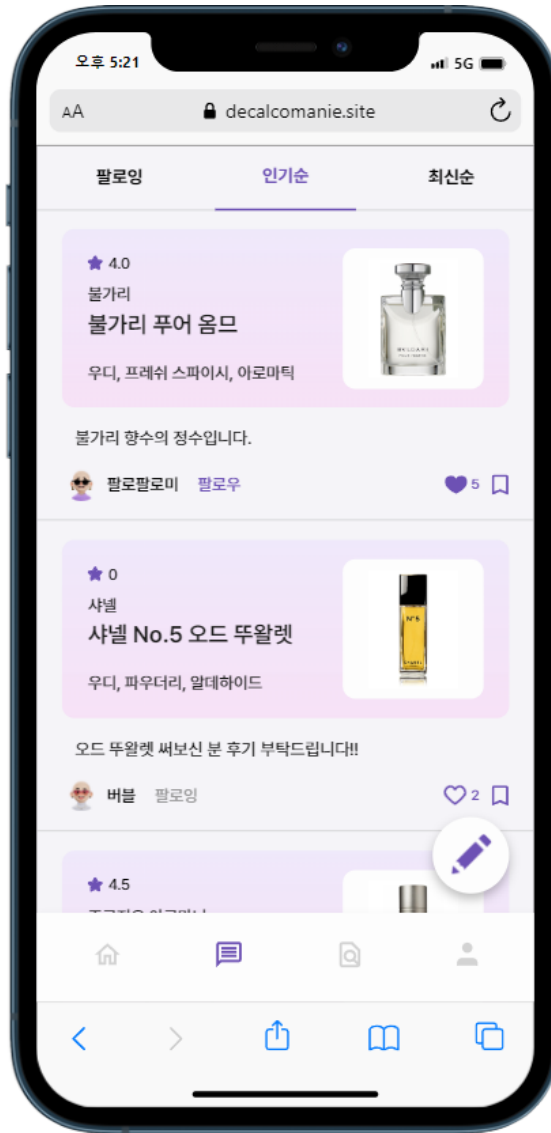 오후 5:21
5G
AA decalcomanie.site
팔로잉 인기순 최신순
4.0
불가리
불가리 푸어 옴므
우디, 프레쉬 스파이시, 아로마틱
BVLGARI
불가리 향수의 정수입니다.
팔로팔로미 팔로우 5
0
샤넬
샤넬 No.5 오드 뚜왈렛
우디, 파우더리, 알데하이드
N°5
CHANEL
오드 뚜왈렛 써보신 분 후기 부탁드립니다!!
버블 팔로잉 2
4.5